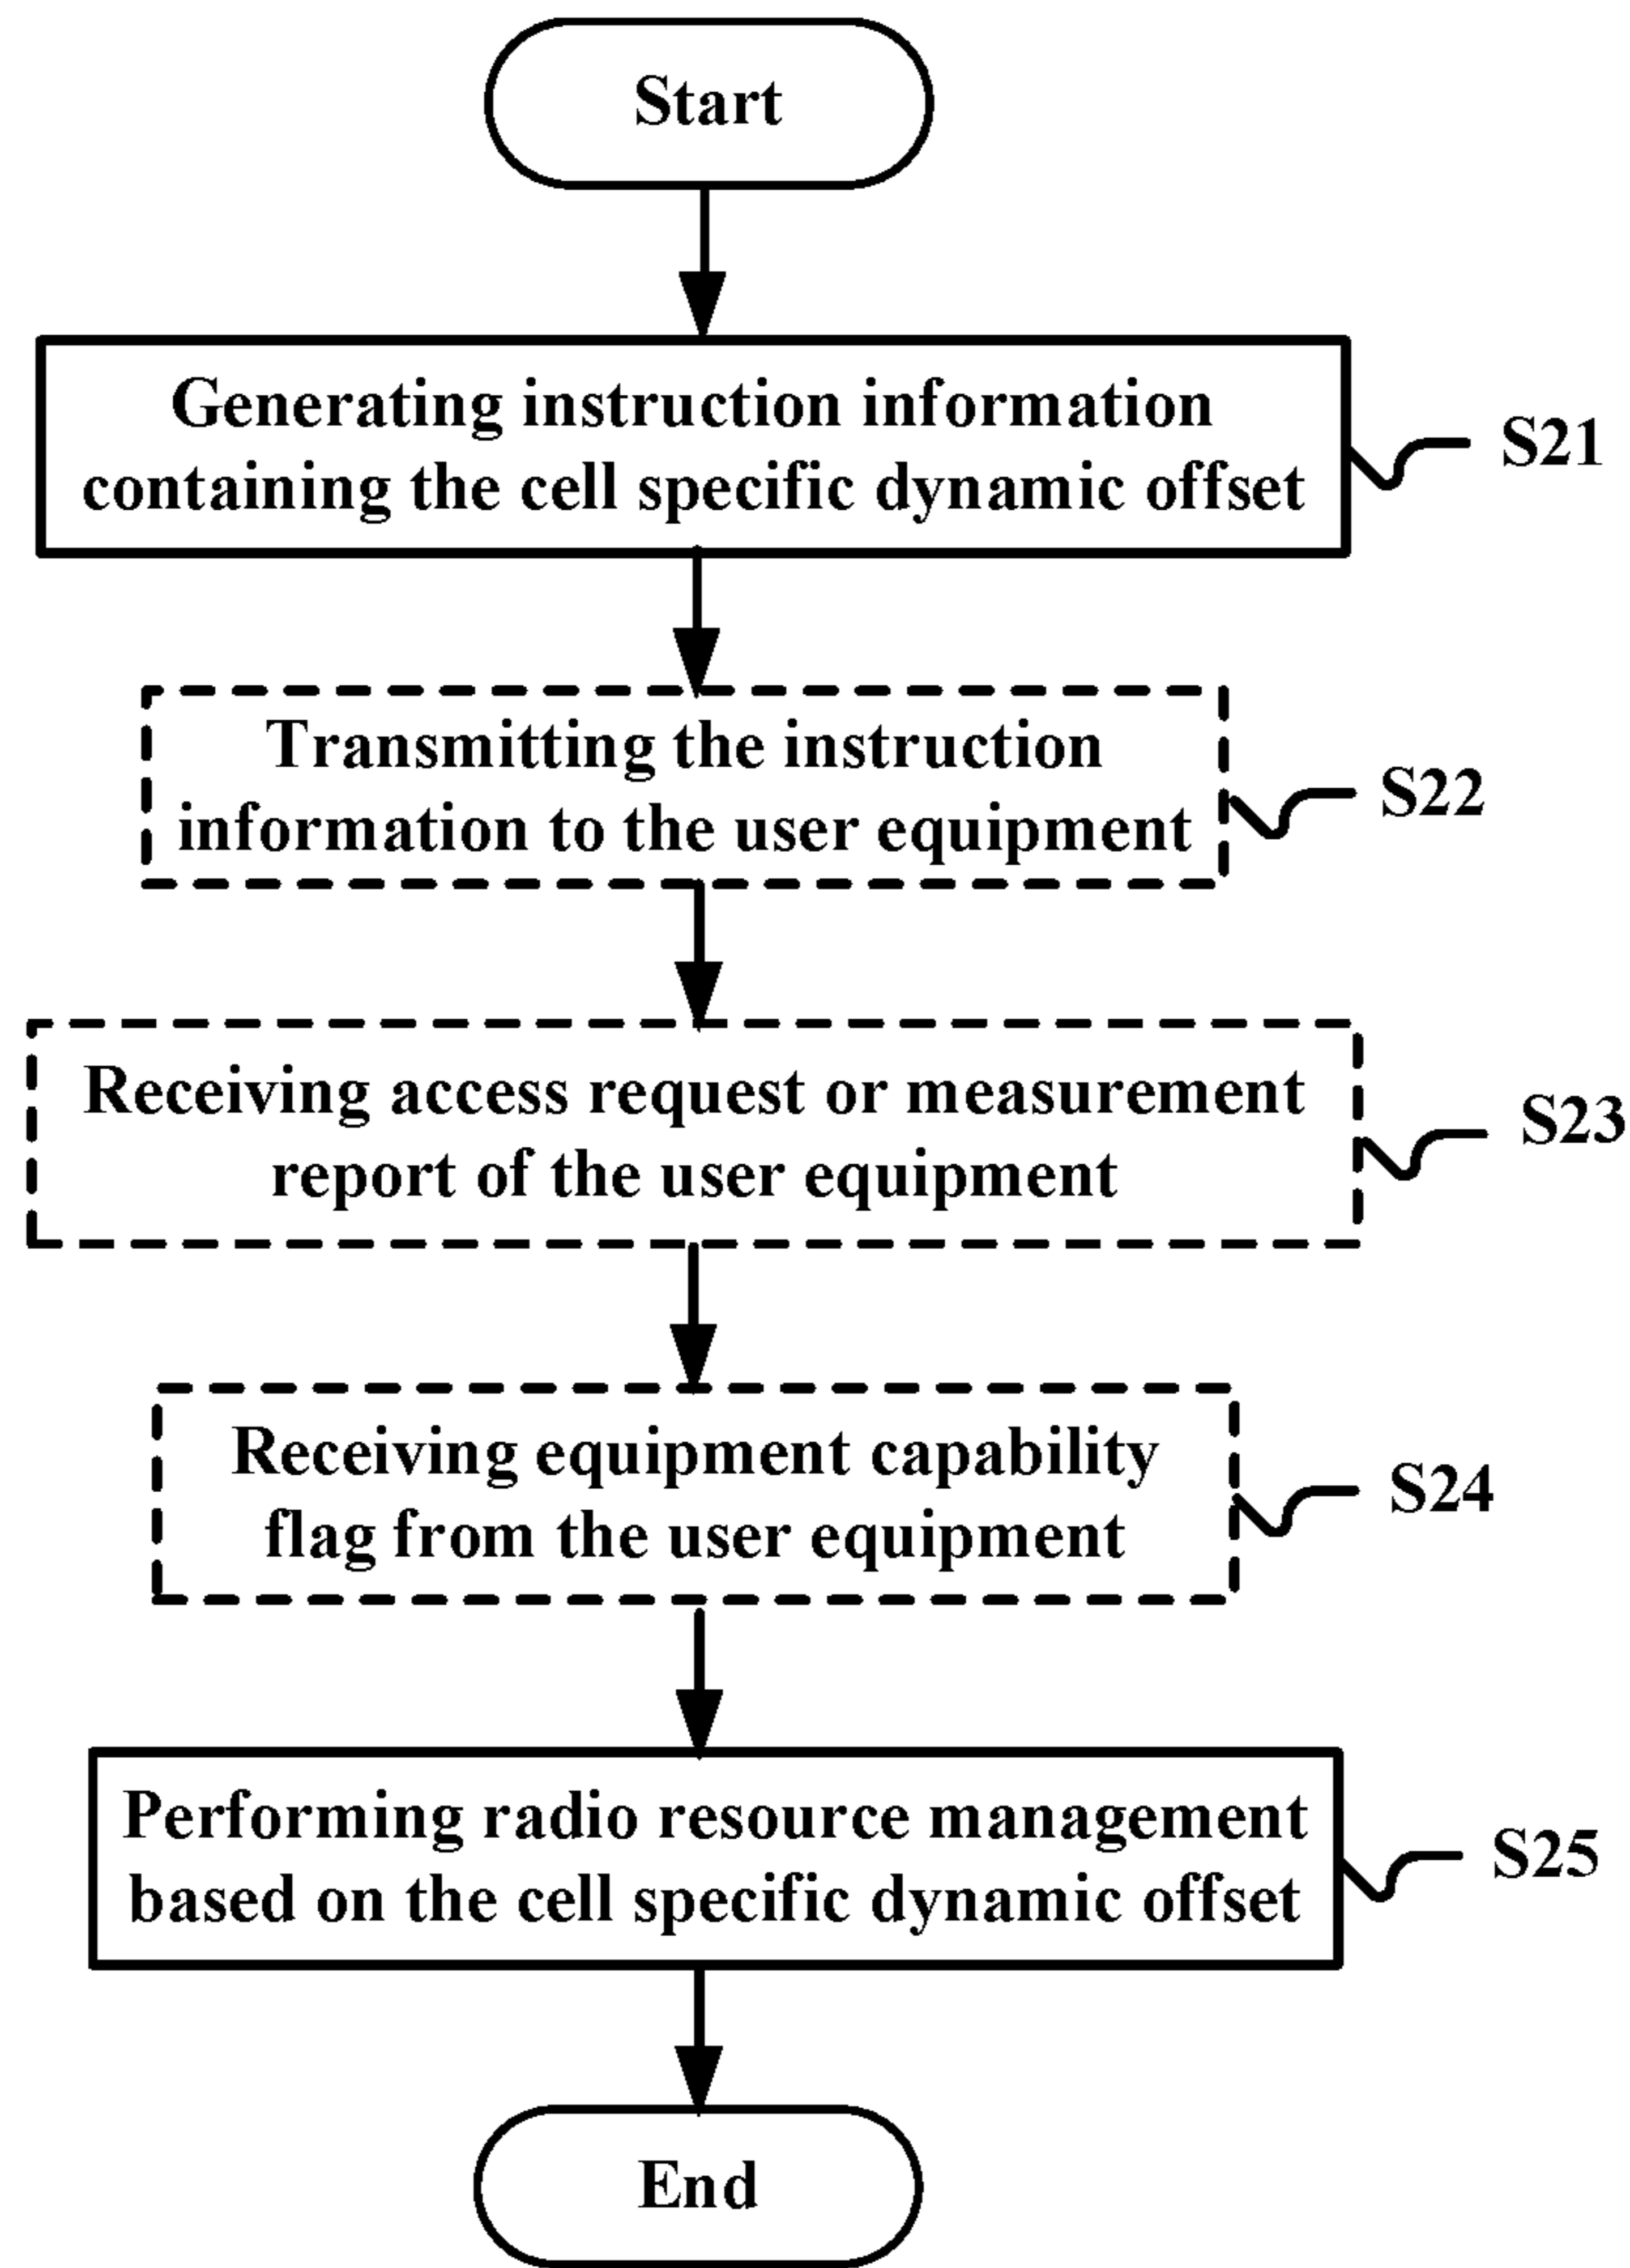 Start
Generating instruction information
containing the cell specific dynamic offset
S21
Transmitting the instruction
information to the user equipment
S22
Receiving access request or measurement
report of the user equipment
S23
Receiving equipment capability
flag from the user equipment
S24
Performing radio resource management
based on the cell specific dynamic offset
S25
End